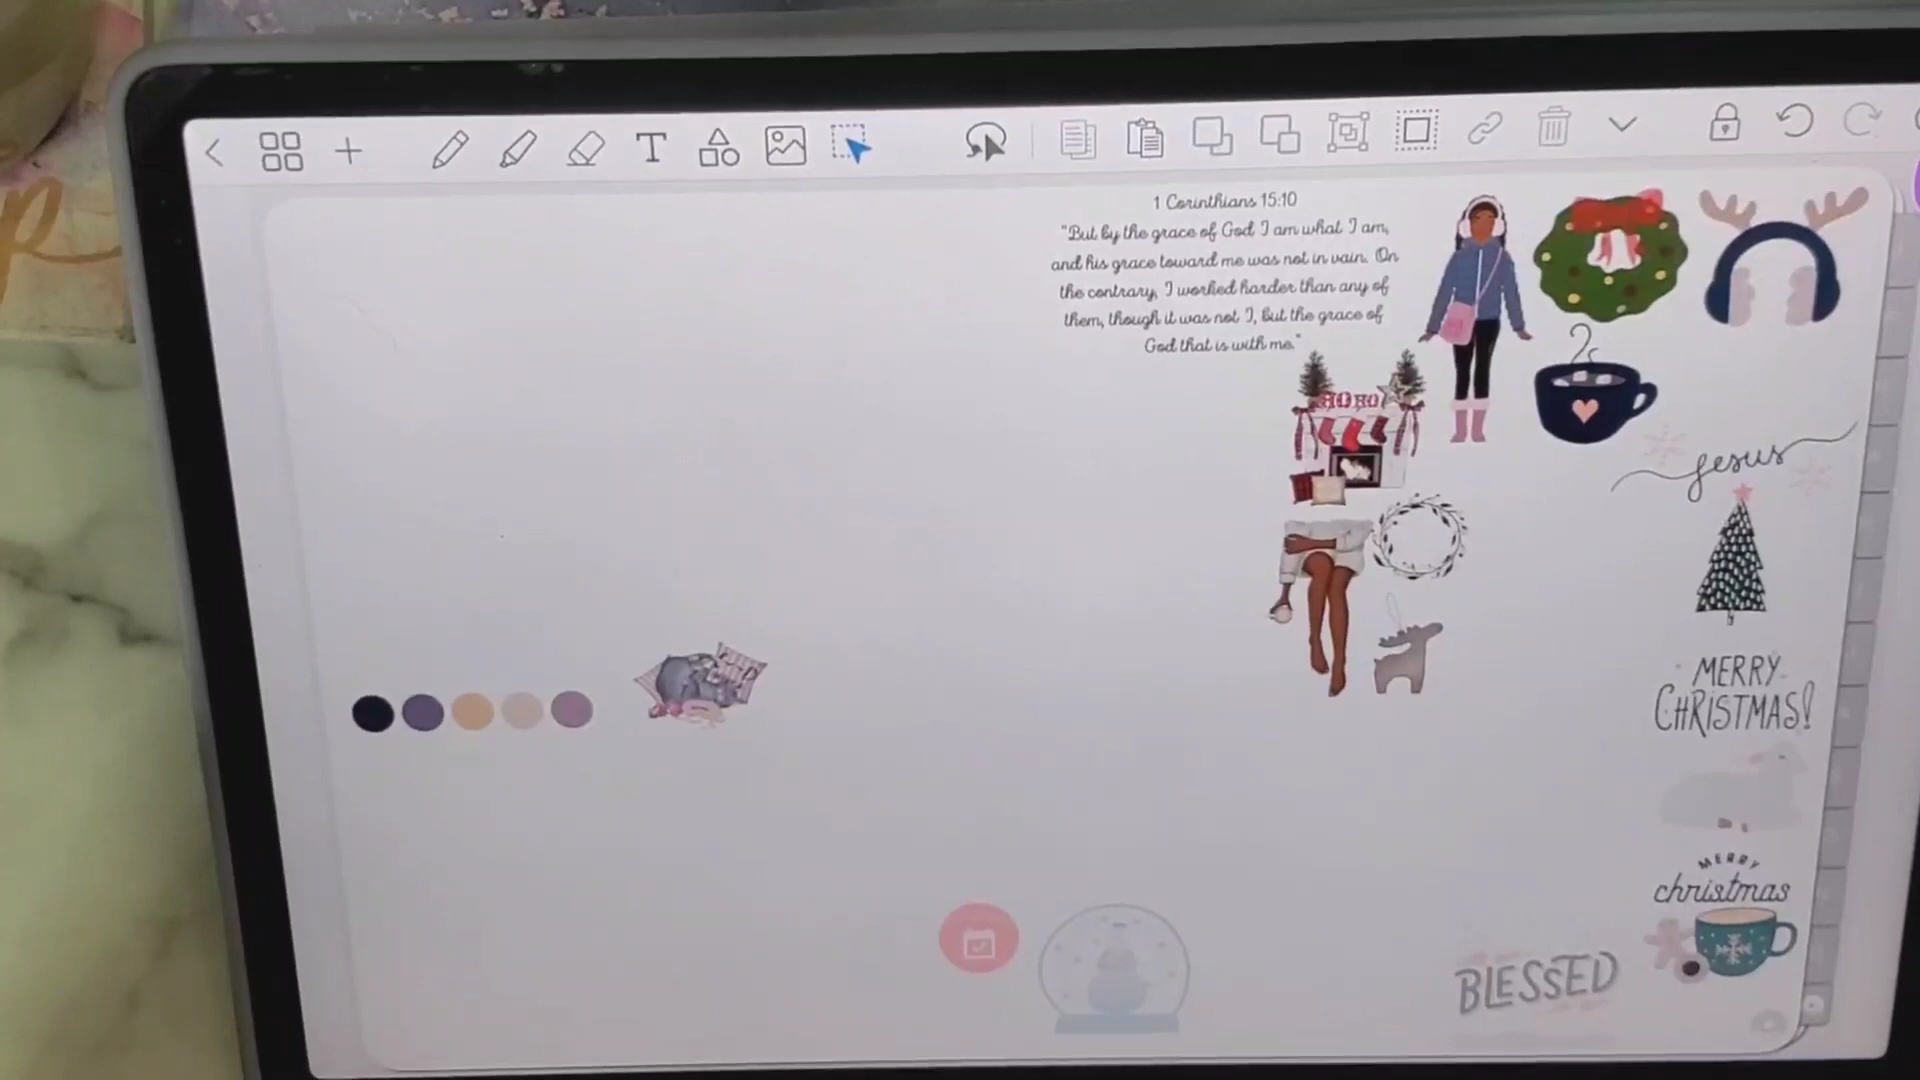 1 Corinthians 15:10
"But by the grace of God I am what I am,
and his grace toward me was not in vain. On
the contrary, I worked harder than any of
them, though it was not I, but the grace of
God that is with me."
HO HO
jesus
MERRY
CHRISTMAS!
MERRY
christmas
BLESSED